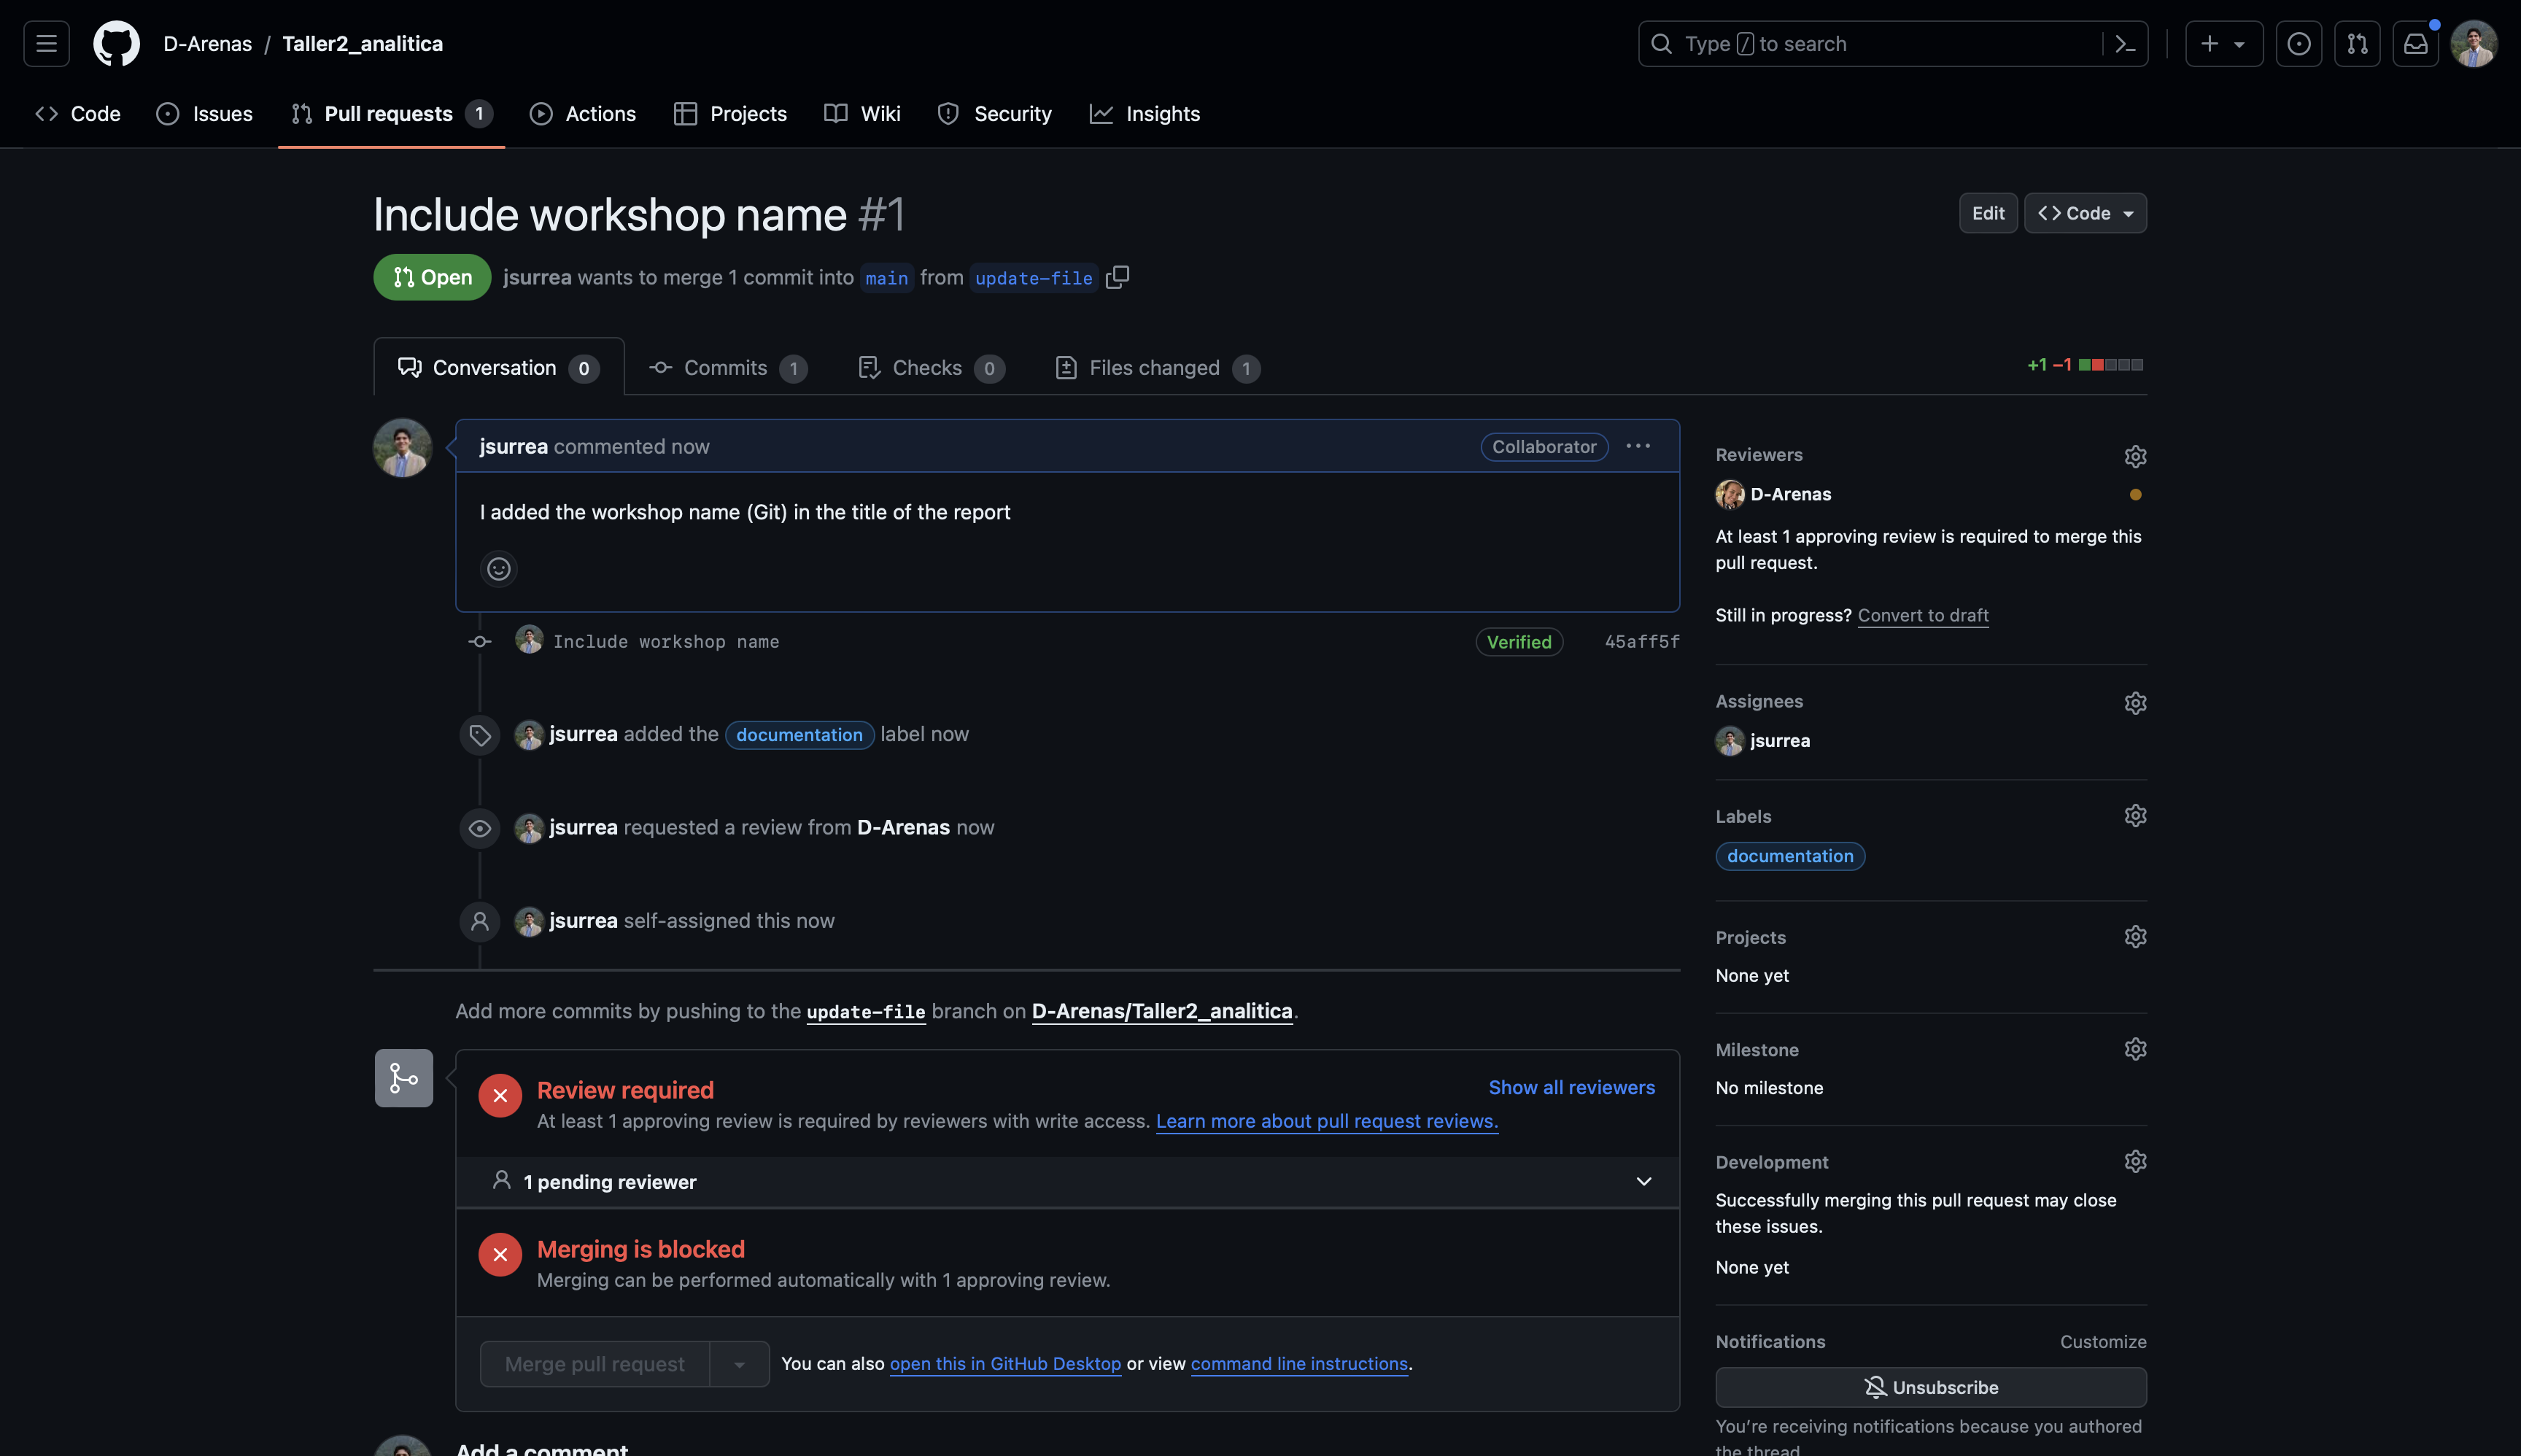 D-Arenas / Taller2_analitica
Type / to search
Code
Issues
Pull requests 1
Actions
Projects
Wiki
Security
Insights
Include workshop name #1
Edit
Code
Open
jsurrea wants to merge 1 commit into main from update-file
Conversation 0
Commits 1
Checks 0
Files changed 1
+1 −1
jsurrea commented now
Collaborator
I added the workshop name (Git) in the title of the report
Include workshop name
Verified
45aff5f
jsurrea added the documentation label now
jsurrea requested a review from D-Arenas now
jsurrea self-assigned this now
Add more commits by pushing to the update-file branch on D-Arenas/Taller2_analitica.
Review required
Show all reviewers
At least 1 approving review is required by reviewers with write access. Learn more about pull request reviews.
1 pending reviewer
Merging is blocked
Merging can be performed automatically with 1 approving review.
Merge pull request
You can also open this in GitHub Desktop or view command line instructions.
Add a comment
Reviewers
D-Arenas
At least 1 approving review is required to merge this
pull request.
Still in progress? Convert to draft
Assignees
jsurrea
Labels
documentation
Projects
None yet
Milestone
No milestone
Development
Successfully merging this pull request may close
these issues.
None yet
Notifications
Customize
Unsubscribe
You're receiving notifications because you authored
the thread